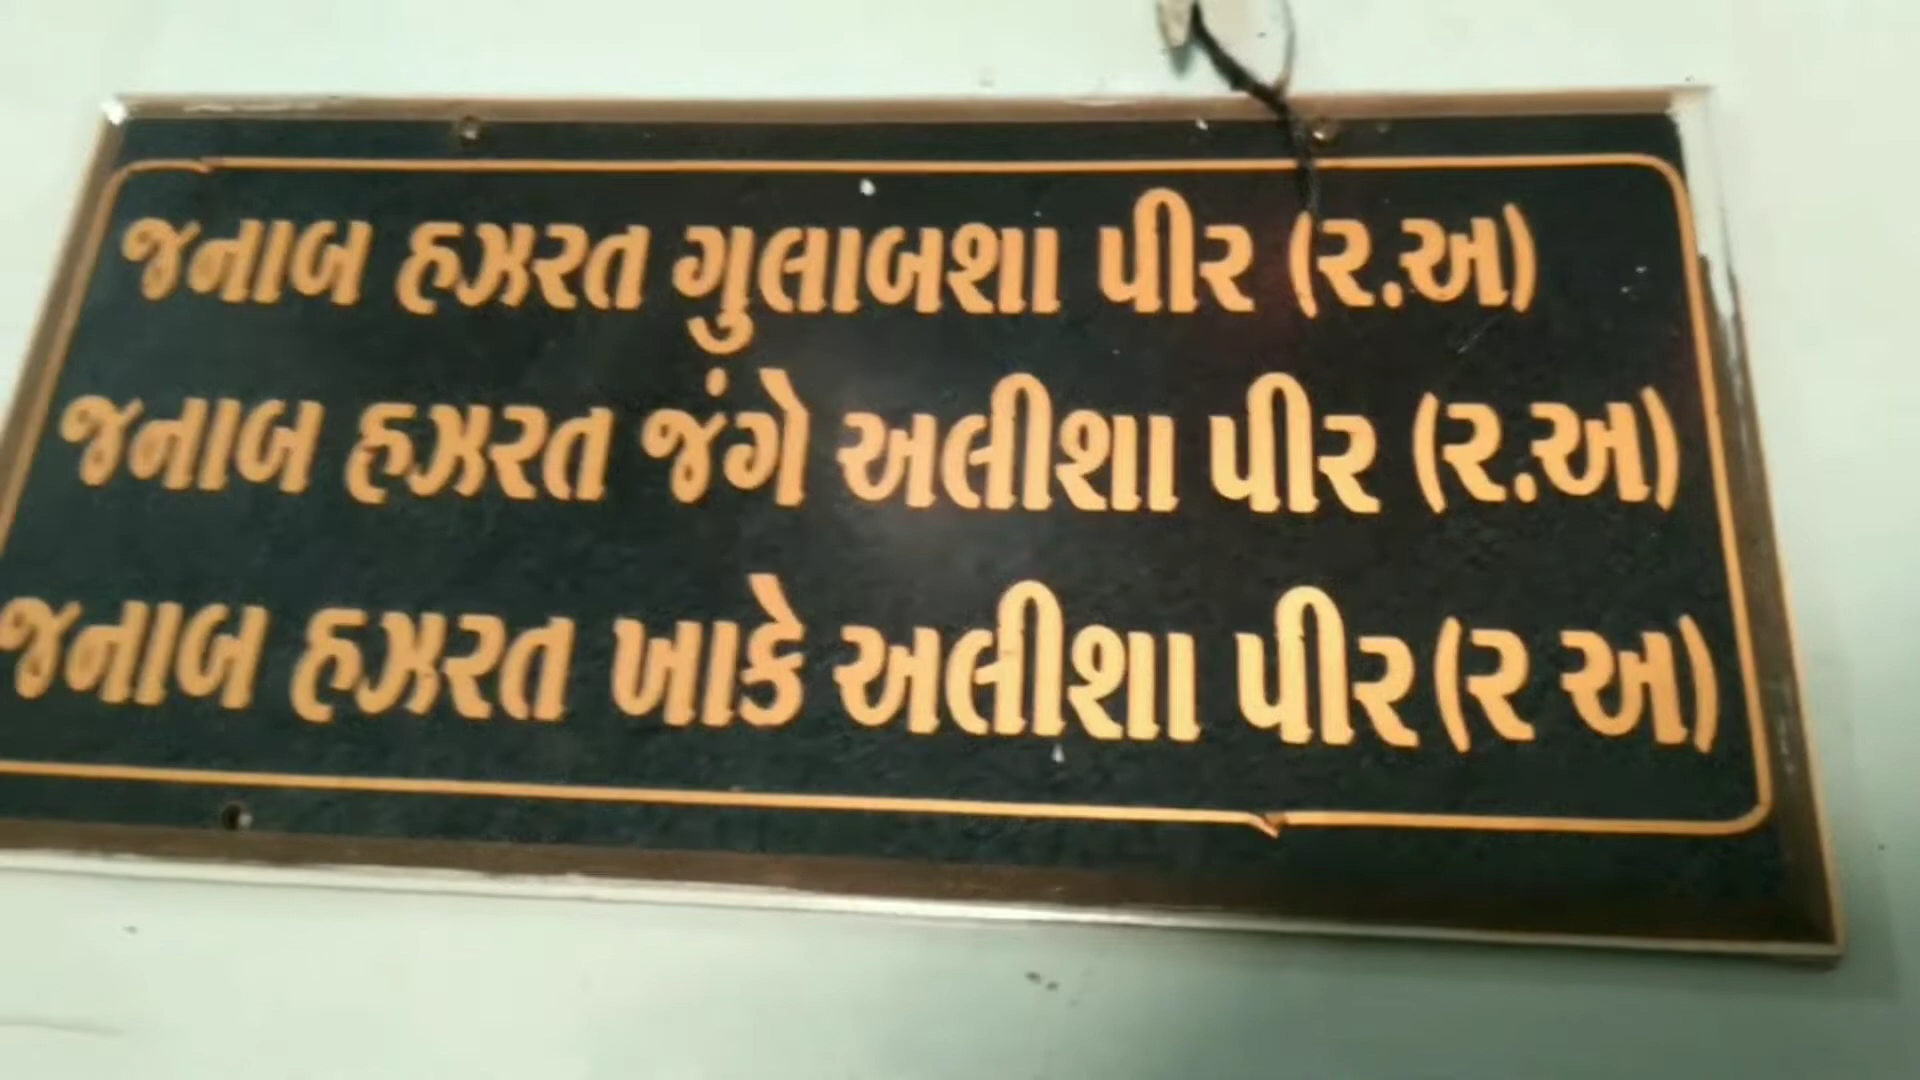 જનાબ હઝરત ગુલાબશા પીર (ર.અ)
જનાબ હઝરત જંગે અલીશા પીર (ર.અ)
જનાબ હઝરત ખાકે અલીશા પીર (ર અ)